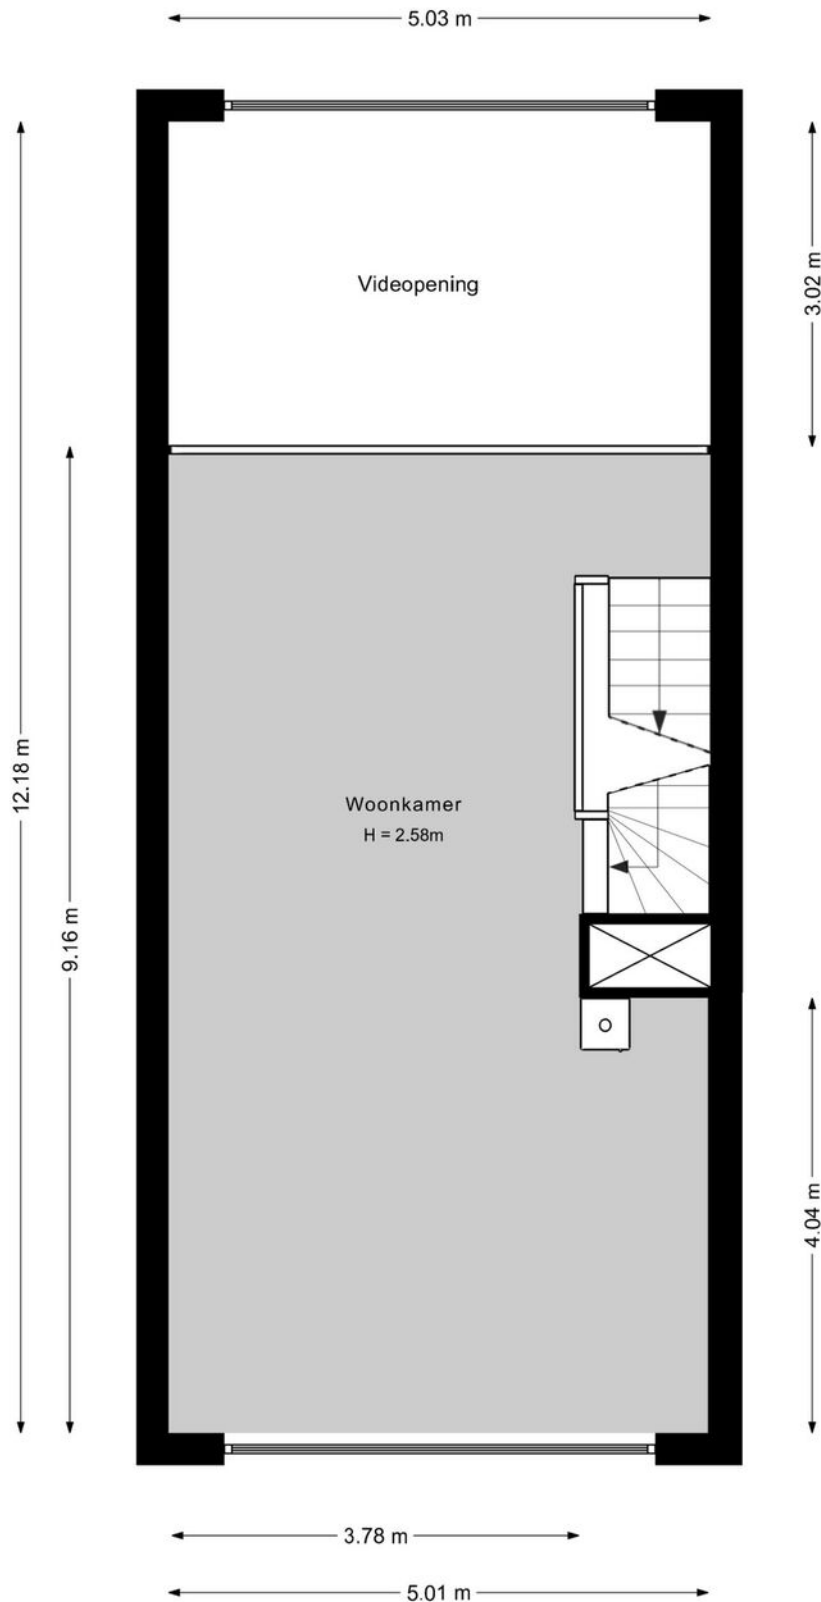 5.03 m
3.02 m
Videopening
12.18 m
9.16 m
Woonkamer
H = 2.58m
4.04 m
3.78 m
5.01 m